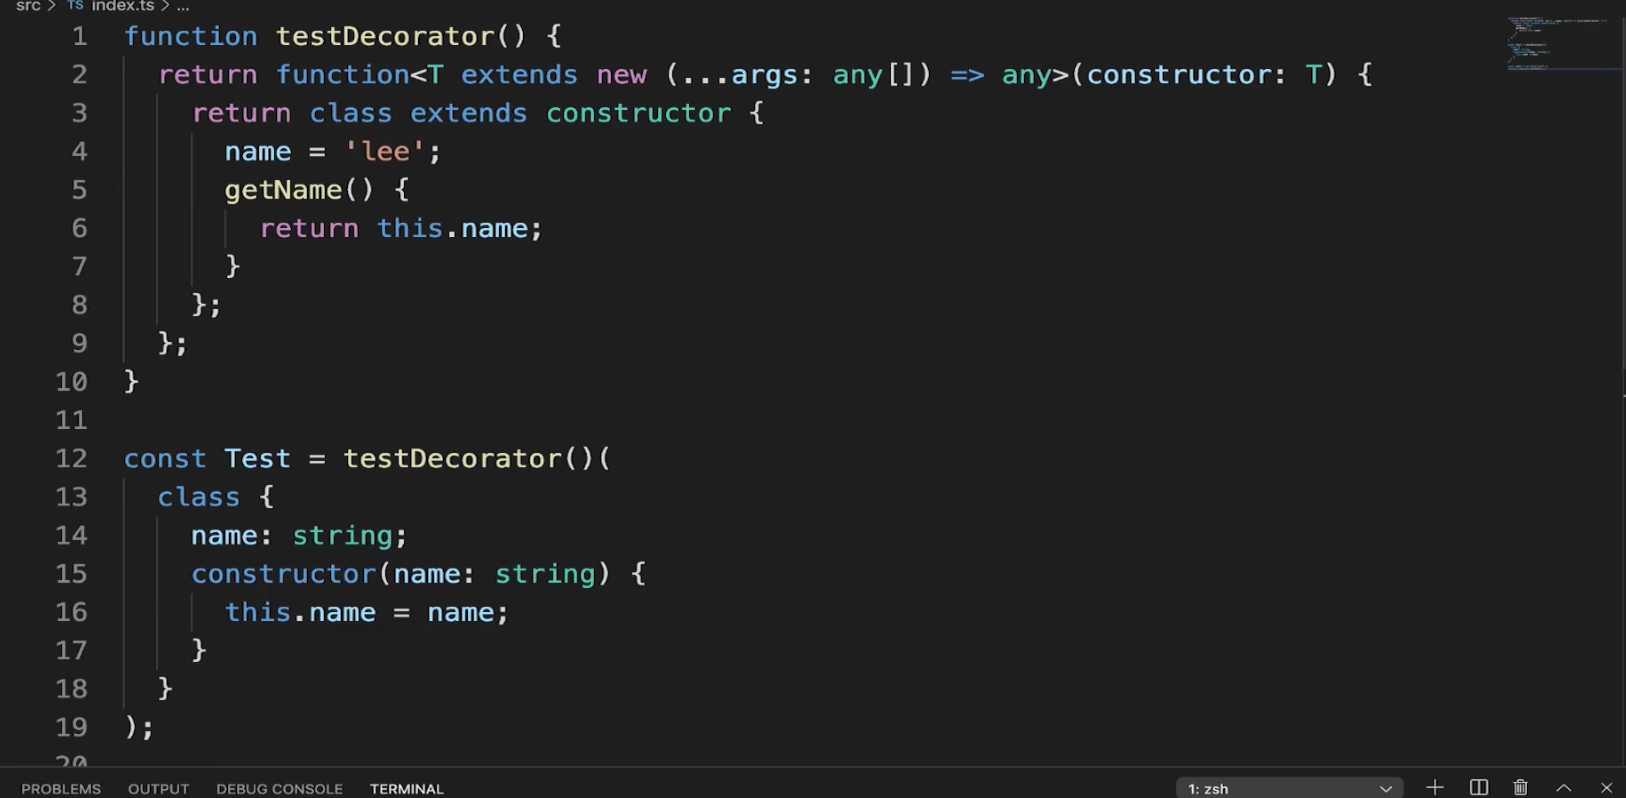 src > TS index.ts > ...
1 function testDecorator() {
2 return function<T extends new (...args: any[]) => any>(constructor: T) {
3 return class extends constructor {
4 name = 'lee';
5 getName() {
6 return this.name;
7 }
8 };
9 };
10 }
11
12 const Test = testDecorator()(
13 class {
14 name: string;
15 constructor(name: string) {
16 this.name = name;
17 }
18 }
19 );
20
PROBLEMS OUTPUT DEBUG CONSOLE TERMINAL 1: zsh